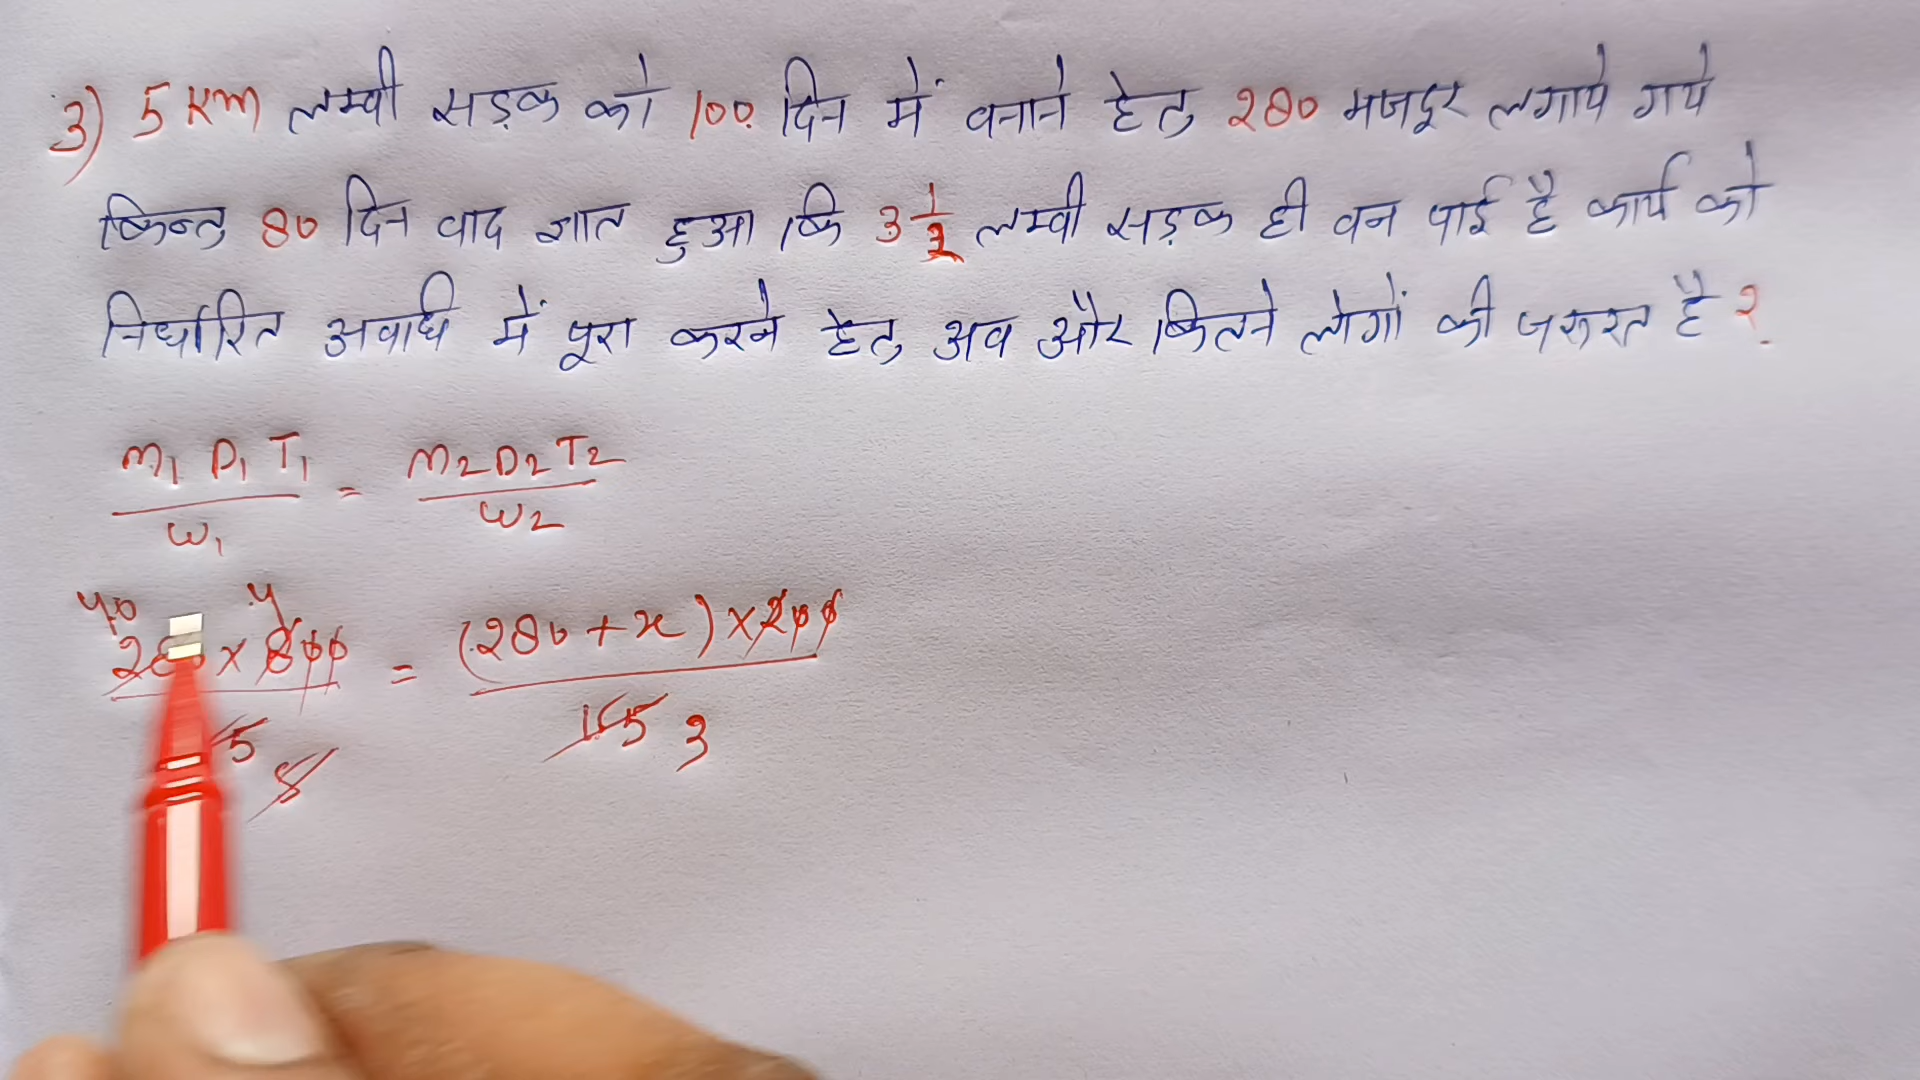 3) 5 Km लम्बी सड़क को 100 दिन में बनाने हेतु 280 मजदूर लगाये गये
किन्तु 80 दिन बाद ज्ञात हुआ कि 3 1/2 लम्बी सड़क ही बन पाई है कार्य को
निर्धारित अवधि में पूरा करने हेतु अब और कितने लोगों की जरूरत है ?
M1 D1 T1 / W1 = M2 D2 T2 / W2
40 4
280 × 800 = (280 + x) × 200
5 15 3
5